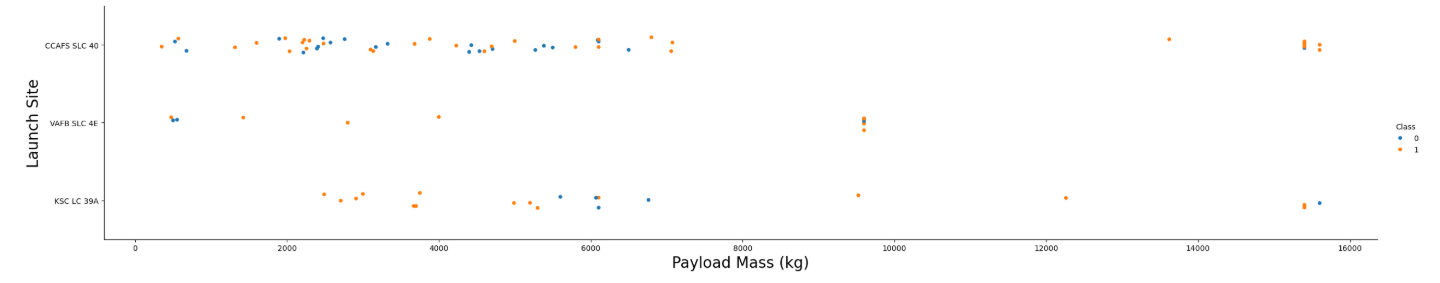 Launch Site
CCAFS SLC 40
VAFB SLC 4E
KSC LC 39A
0 2000 4000 6000 8000 10000 12000 14000 16000
Payload Mass (kg)
Class
0
1